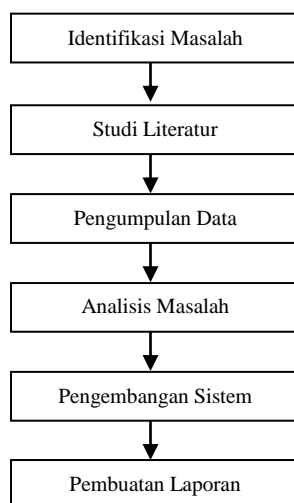 Identifikasi Masalah
Studi Literatur
Pengumpulan Data
Analisis Masalah
Pengembangan Sistem
Pembuatan Laporan